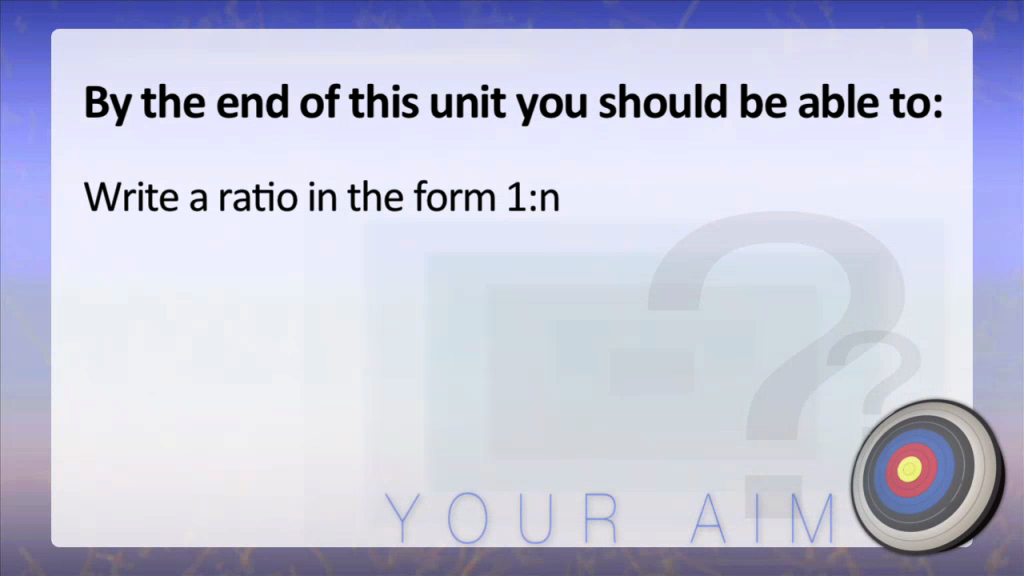 By the end of this unit you should be able to:
Write a ratio in the form 1:n
YOUR AIM